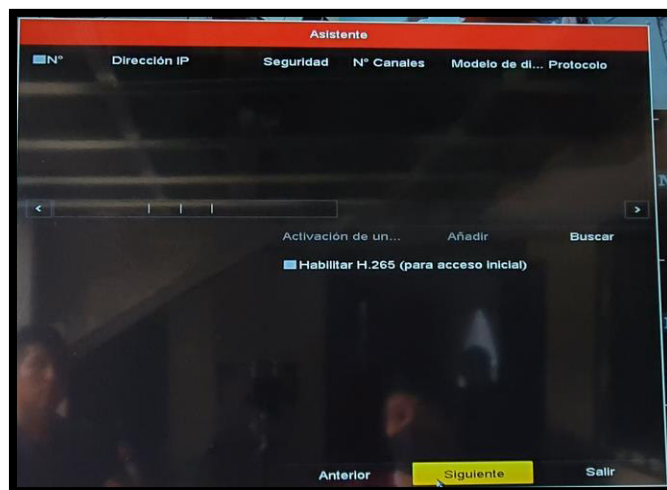 Asistente
N° Dirección IP Seguridad N° Canales Modelo de di... Protocolo
Activación de un... Añadir Buscar
Habilitar H.265 (para acceso inicial)
Anterior Siguiente Salir